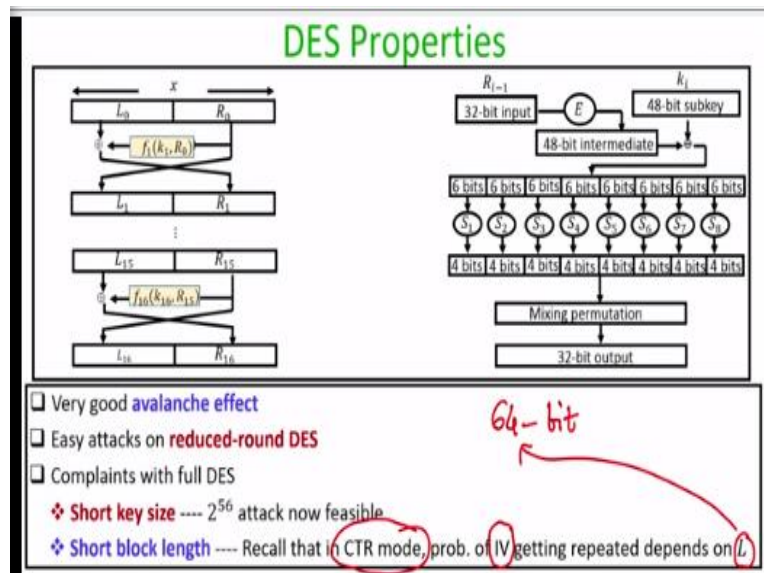 DES Properties
x
L₀ R₀
f₁(k₁, R₀)
L₁ R₁
⋮
L₁₅ R₁₅
f₁₆(k₁₆, R₁₅)
L₁₆ R₁₆
Rᵢ₋₁ kᵢ
32-bit input E 48-bit subkey
48-bit intermediate
6 bits 6 bits 6 bits 6 bits 6 bits 6 bits 6 bits 6 bits
S₁ S₂ S₃ S₄ S₅ S₆ S₇ S₈
4 bits 4 bits 4 bits 4 bits 4 bits 4 bits 4 bits 4 bits
Mixing permutation
32-bit output
Very good avalanche effect
64-bit
Easy attacks on reduced-round DES
Complaints with full DES
Short key size ---- 2⁵⁶ attack now feasible
Short block length ---- Recall that in CTR mode, prob. of IV getting repeated depends on L